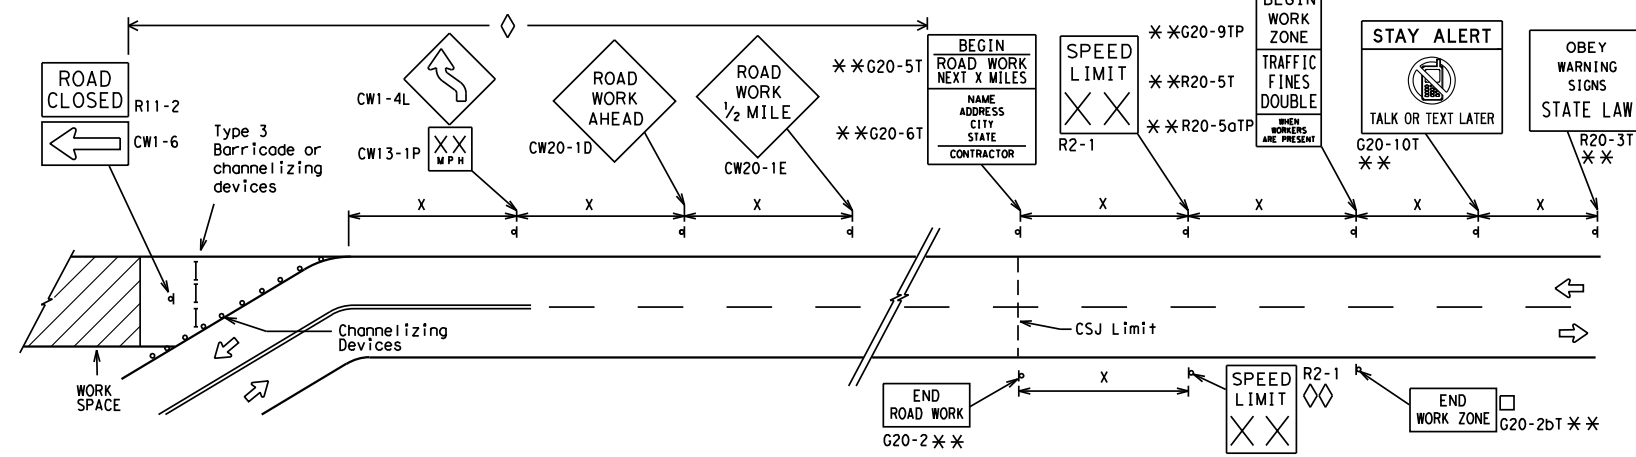 ROAD
CLOSED
R11-2
CW1-6
Type 3
Barricade or
channelizing
devices
CW1-4L
CW13-1P
XX
MPH
ROAD
WORK
AHEAD
CW20-1D
ROAD
WORK
1/2 MILE
CW20-1E
**G20-5T
**G20-6T
BEGIN
ROAD WORK
NEXT X MILES
NAME
ADDRESS
CITY
STATE
CONTRACTOR
SPEED
LIMIT
XX
R2-1
**G20-9TP
**R20-5T
**R20-5aTP
BEGIN
WORK
ZONE
TRAFFIC
FINES
DOUBLE
WHEN
WORKERS
ARE PRESENT
STAY ALERT
TALK OR TEXT LATER
G20-10T
**
OBEY
WARNING
SIGNS
STATE LAW
R20-3T
**
X
X
X
X
X
X
X
Channelizing
Devices
WORK
SPACE
CSJ Limit
X
END
ROAD WORK
G20-2**
SPEED
LIMIT
XX
R2-1
END
WORK ZONE
G20-2bT**